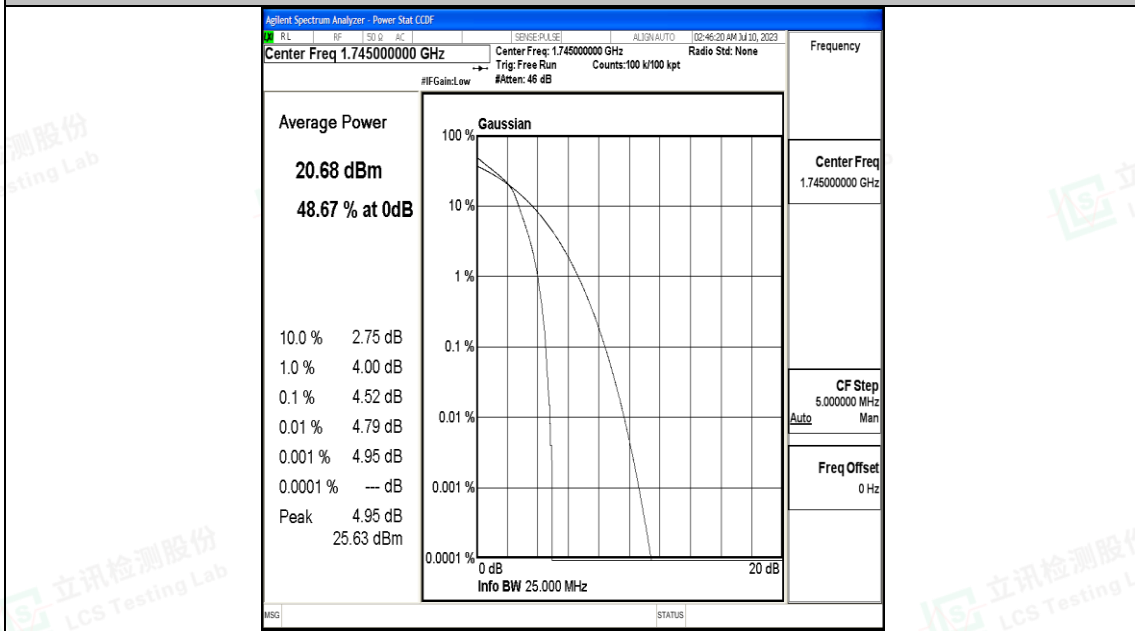 Agilent Spectrum Analyzer - Power Stat CCDF
RL RF 50 Ω AC SENSE:PULSE ALIGNAUTO 02:46:20 AM Jul 10, 2023
Center Freq 1.745000000 GHz
Center Freq: 1.745000000 GHz Radio Std: None
Trig: Free Run Counts:100 k/100 kpt
#IFGain:Low #Atten: 46 dB
Frequency
Average Power
20.68 dBm
48.67 % at 0dB
10.0 % 2.75 dB
1.0 % 4.00 dB
0.1 % 4.52 dB
0.01 % 4.79 dB
0.001 % 4.95 dB
0.0001 % --- dB
Peak 4.95 dB
25.63 dBm
Gaussian
100 %
10 %
1 %
0.1 %
0.01 %
0.001 %
0.0001 %
0 dB 20 dB
Info BW 25.000 MHz
Center Freq
1.745000000 GHz
CF Step
5.000000 MHz
Auto Man
Freq Offset
0 Hz
MSG STATUS
立讯检测股份
LCS Testing Lab
立讯检测股份
LCS Testing L
测股份
sting Lab
立